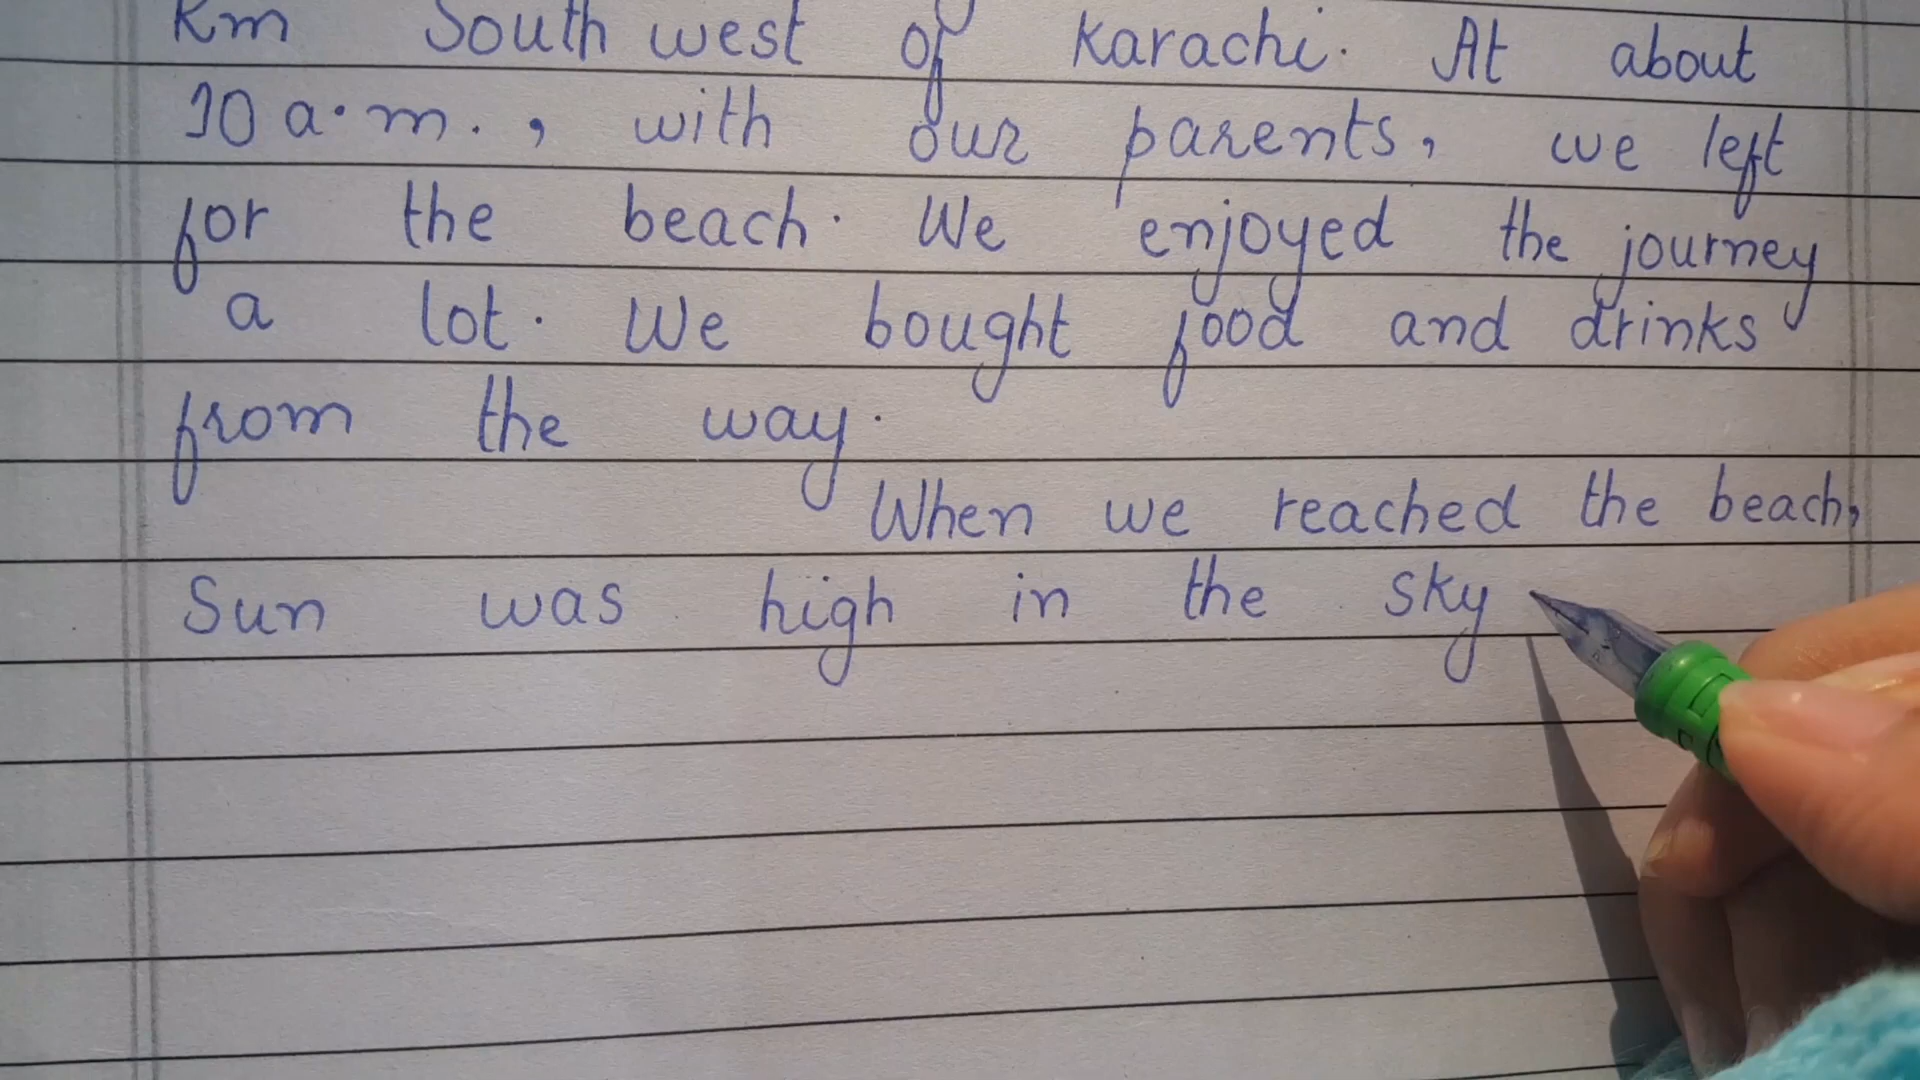 Km South west of Karachi. At about
10 a.m., with our parents, we left
for the beach. We enjoyed the journey
a lot. We bought food and drinks
from the way.
When we reached the beach,
Sun was high in the sky